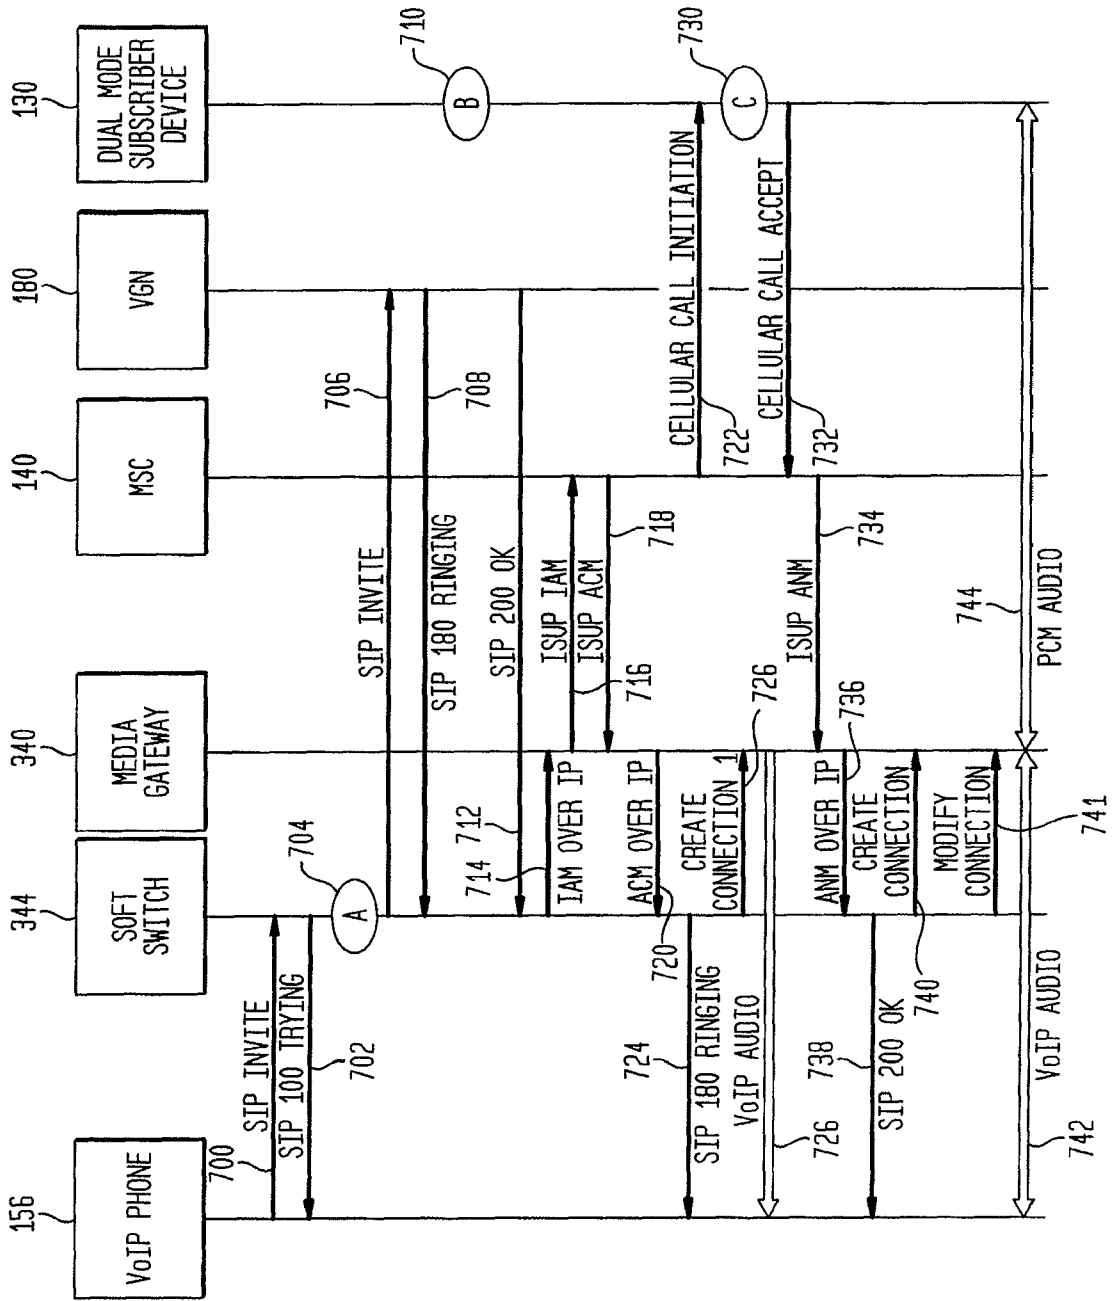 156
344
340
140
180
130
VoIP PHONE
SOFT
SWITCH
MEDIA
GATEWAY
MSC
VGN
DUAL MODE
SUBSCRIBER
DEVICE
700
SIP INVITE
SIP 100 TRYING
702
704
A
706
SIP INVITE
SIP 180 RINGING
708
710
B
712
SIP 200 OK
714
IAM OVER IP
ISUP IAM
716
ISUP ACM
718
ACM OVER IP
720
724
SIP 180 RINGING
CELLULAR CALL INITIATION
722
CREATE
CONNECTION 1
726
VoIP AUDIO
726
730
C
CELLULAR CALL ACCEPT
732
ISUP ANM
734
ANM OVER IP
736
738
SIP 200 OK
CREATE
CONNECTION
740
MODIFY
CONNECTION
741
VoIP AUDIO
742
744
PCM AUDIO